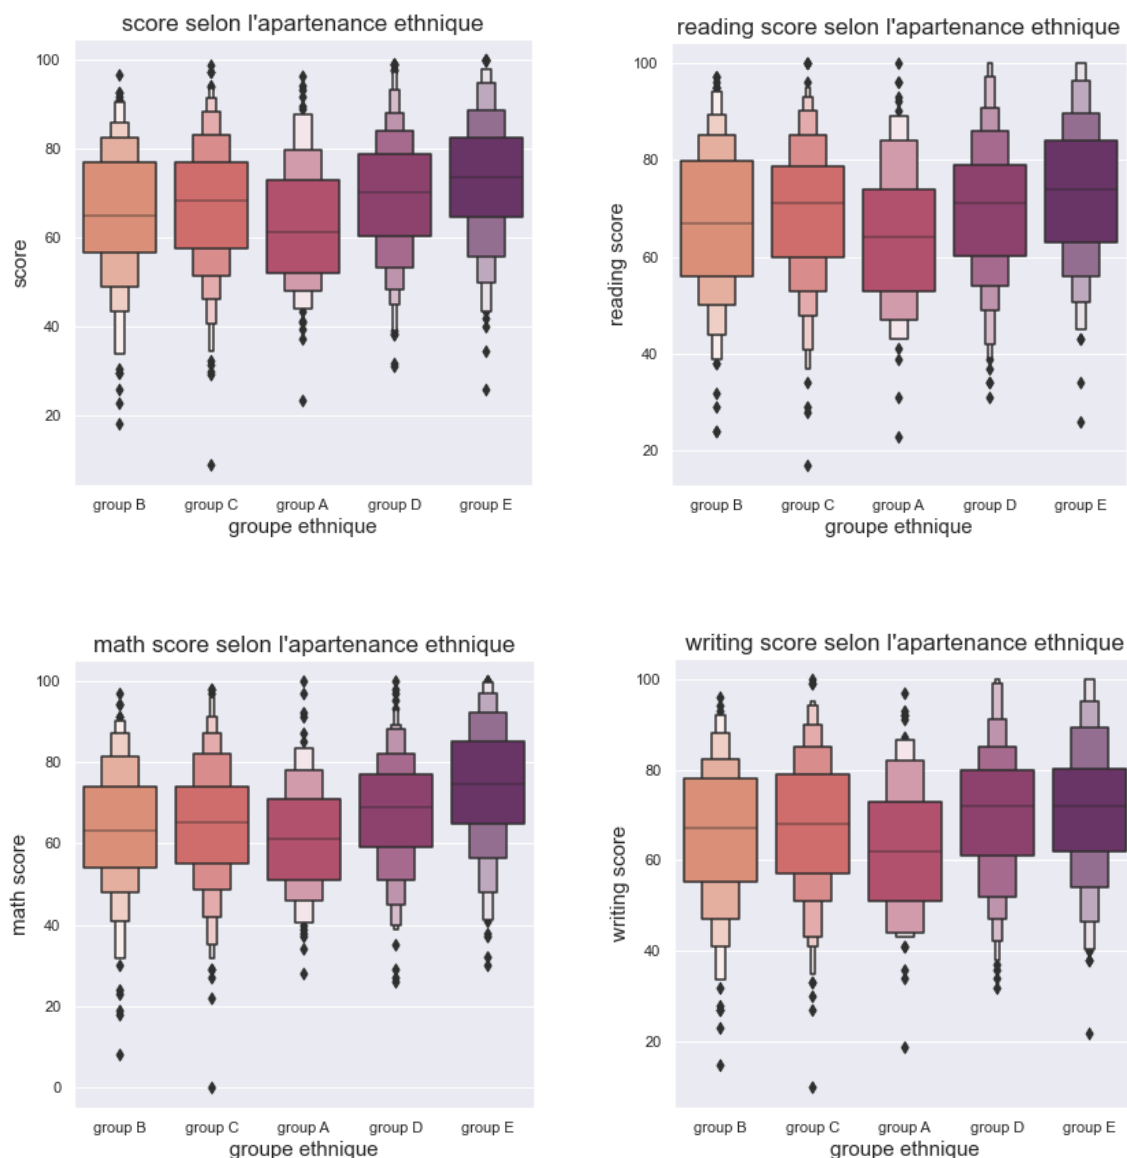 score selon l'apartenance ethnique
100
80
60
40
20
score
group B group C group A group D group E
groupe ethnique
reading score selon l'apartenance ethnique
100
80
60
40
20
reading score
group B group C group A group D group E
groupe ethnique
math score selon l'apartenance ethnique
100
80
60
40
20
0
math score
group B group C group A group D group E
groupe ethnique
writing score selon l'apartenance ethnique
100
80
60
40
20
writing score
group B group C group A group D group E
groupe ethnique